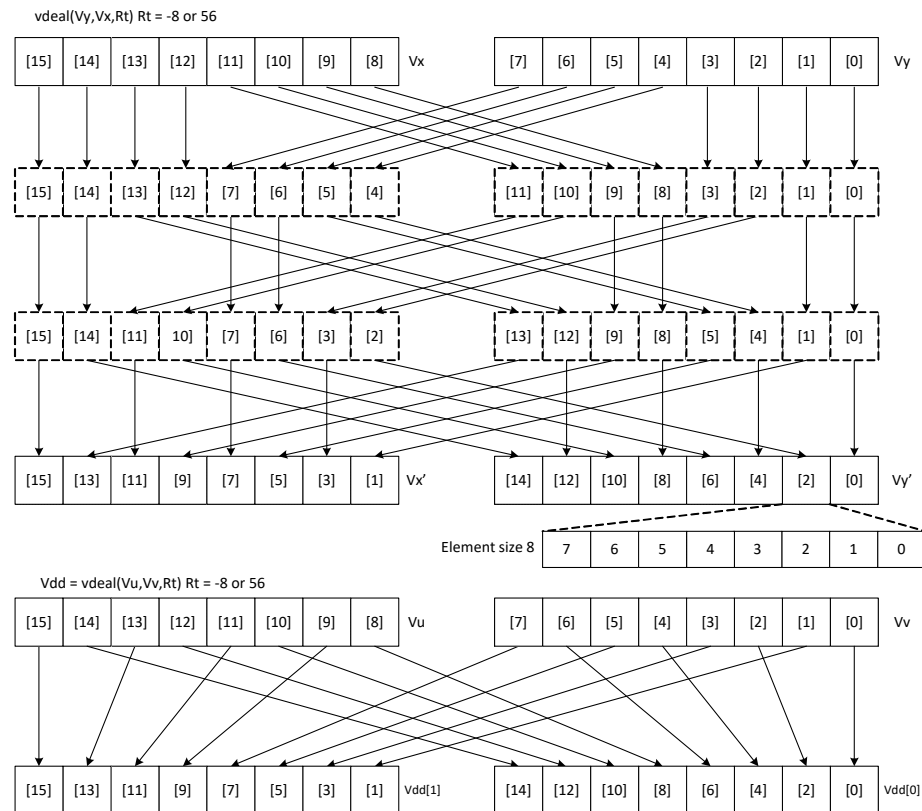 vdeal(Vy,Vx,Rt) Rt = -8 or 56
[15] [14] [13] [12] [11] [10] [9] [8] Vx [7] [6] [5] [4] [3] [2] [1] [0] Vy
[15] [14] [13] [12] [7] [6] [5] [4] [11] [10] [9] [8] [3] [2] [1] [0]
[15] [14] [11] 10] [7] [6] [3] [2] [13] [12] [9] [8] [5] [4] [1] [0]
[15] [13] [11] [9] [7] [5] [3] [1] Vx’ [14] [12] [10] [8] [6] [4] [2] [0] Vy’
Element size 8 7 6 5 4 3 2 1 0
Vdd = vdeal(Vu,Vv,Rt) Rt = -8 or 56
[15] [14] [13] [12] [11] [10] [9] [8] Vu [7] [6] [5] [4] [3] [2] [1] [0] Vv
[15] [13] [11] [9] [7] [5] [3] [1] Vdd[1] [14] [12] [10] [8] [6] [4] [2] [0] Vdd[0]